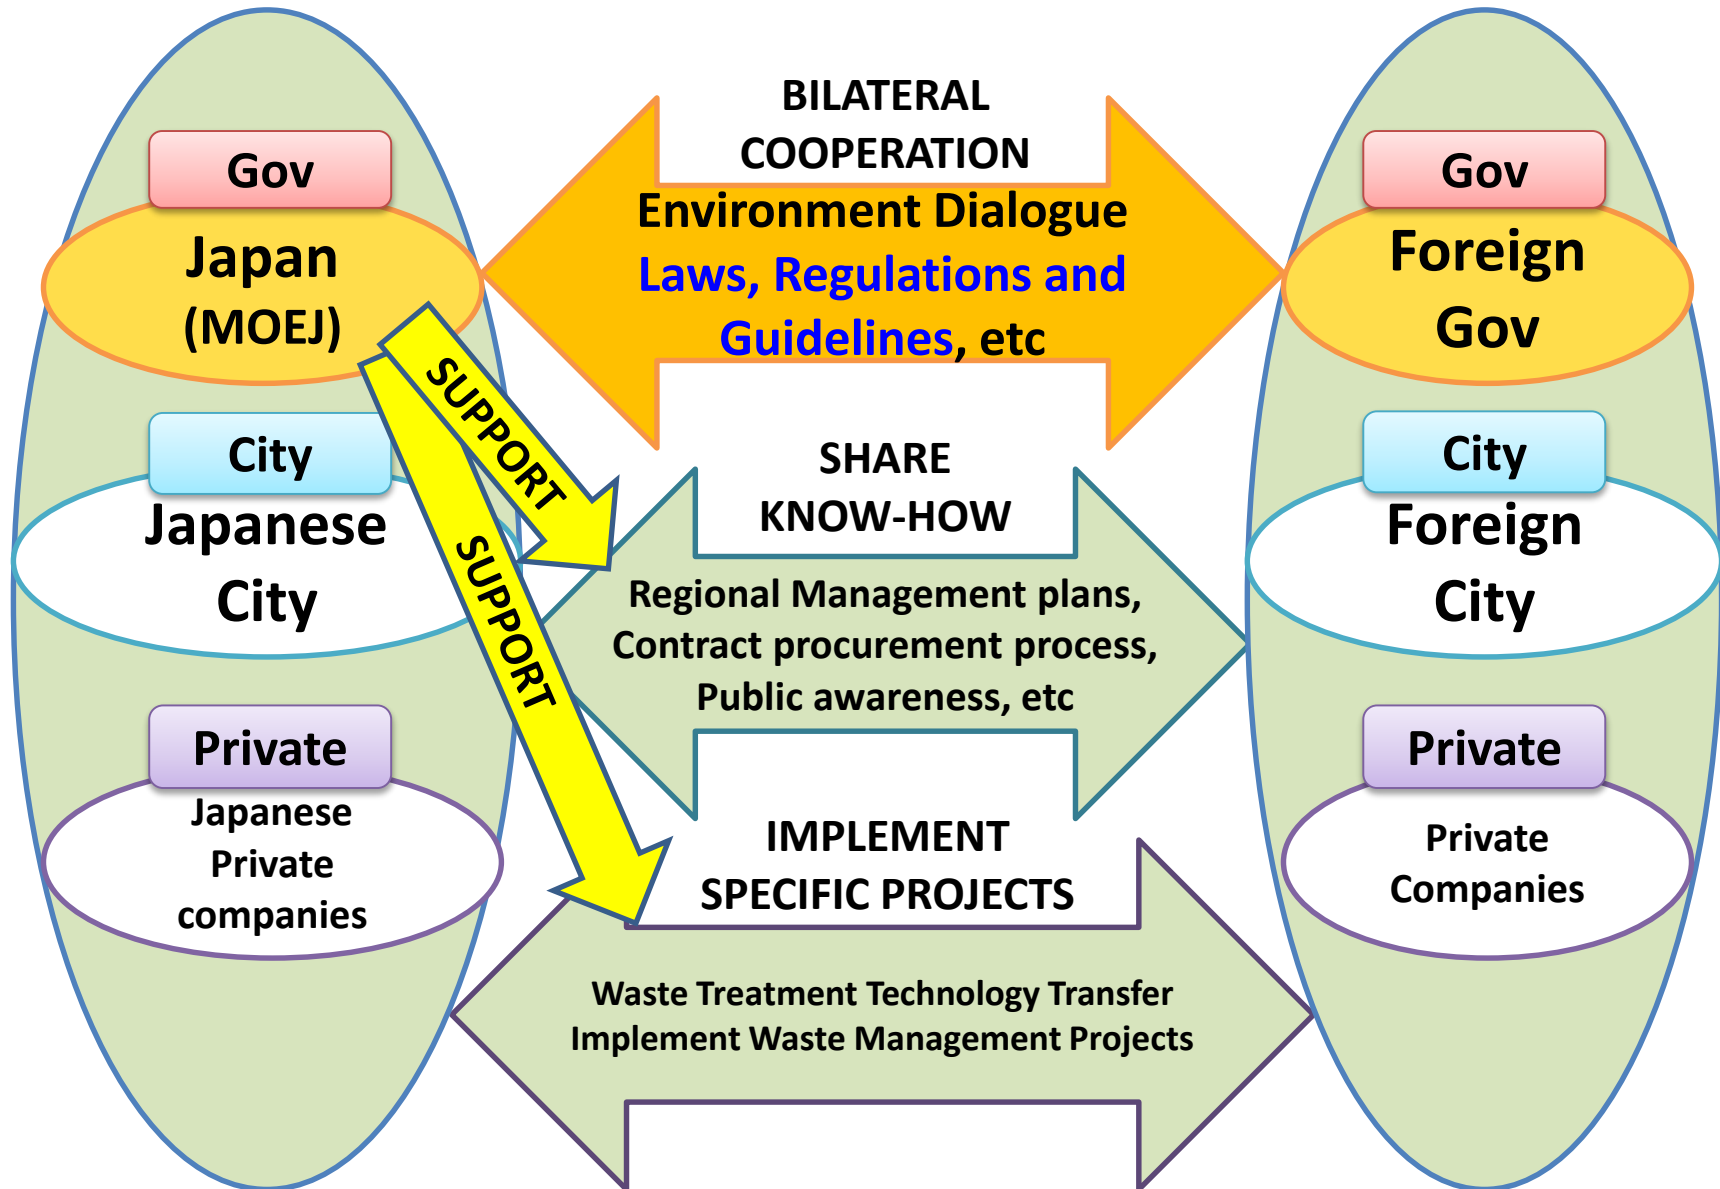 Gov
Japan
(MOEJ)
City
Japanese
City
Private
Japanese
Private
companies
SUPPORT
SUPPORT
BILATERAL
COOPERATION
Environment Dialogue
Laws, Regulations and
Guidelines, etc
SHARE
KNOW-HOW
Regional Management plans,
Contract procurement process,
Public awareness, etc
IMPLEMENT
SPECIFIC PROJECTS
Waste Treatment Technology Transfer
Implement Waste Management Projects
Gov
Foreign
Gov
City
Foreign
City
Private
Private
Companies